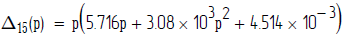 Δ₁₅(p) = p(5.716p + 3.08 × 10³p² + 4.514 × 10⁻³)